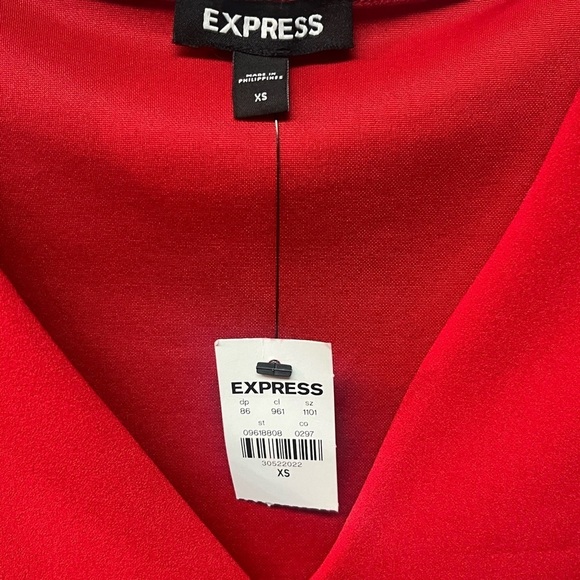 EXPRESS
MADE IN
PHILIPPINES
XS
EXPRESS
dp cl sz
86 961 1101
st co
09618808 0297
30522022
XS